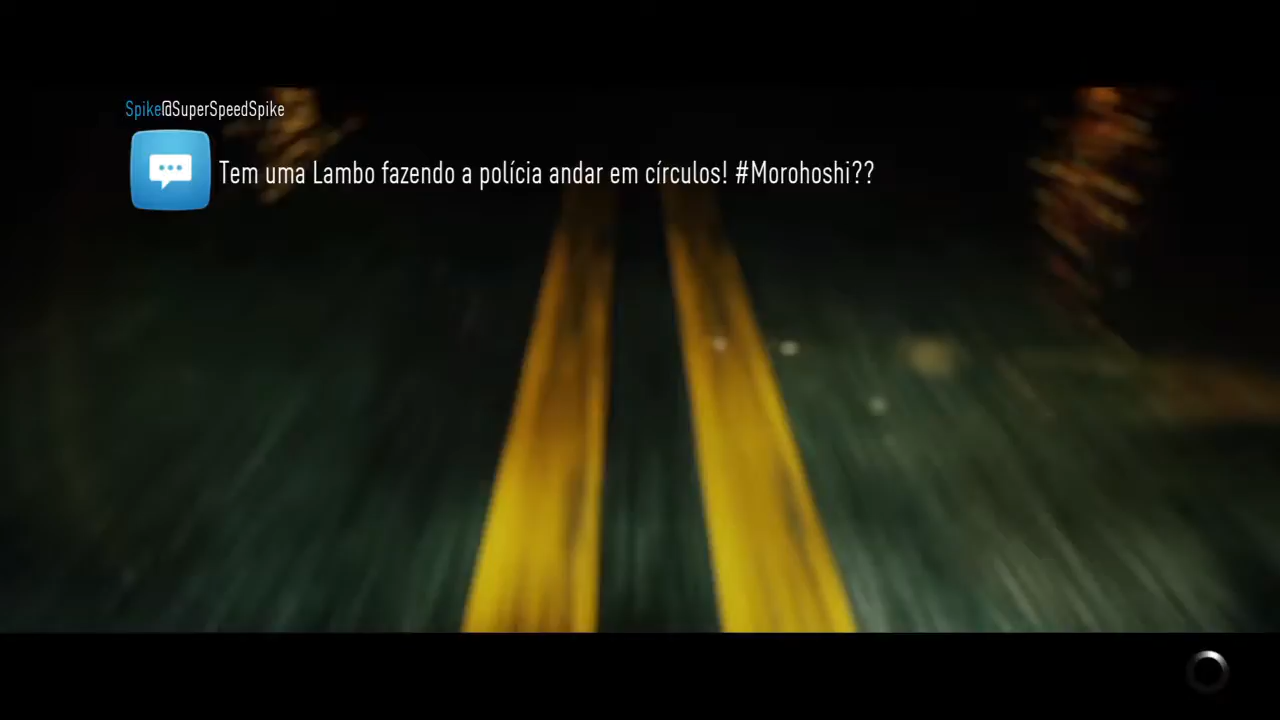 Spike@SuperSpeedSpike
Tem uma Lambo fazendo a polícia andar em círculos! #Morohoshi??